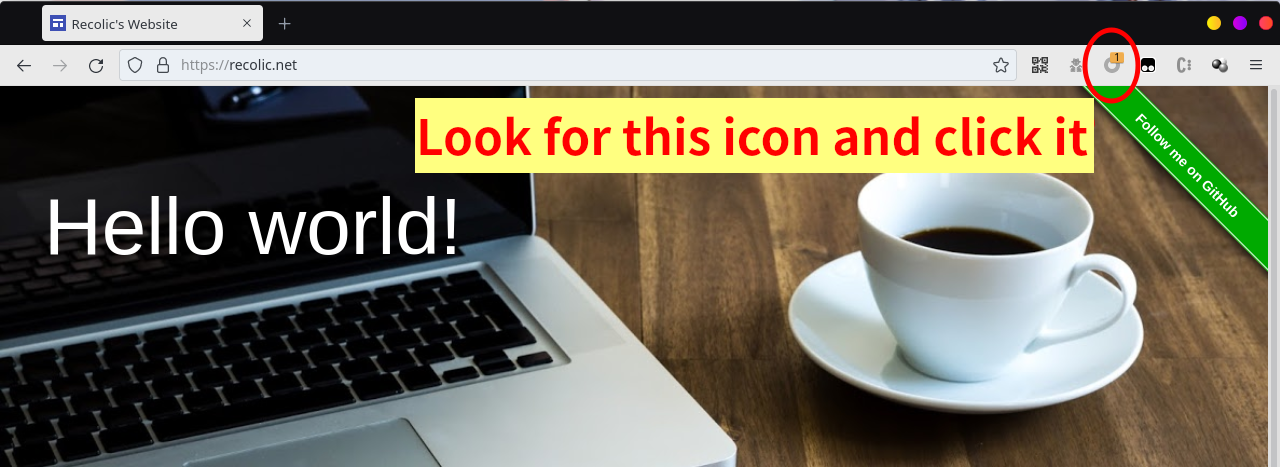 Recolic's Website
https://recolic.net
1
Look for this icon and click it
Follow me on GitHub
Hello world!